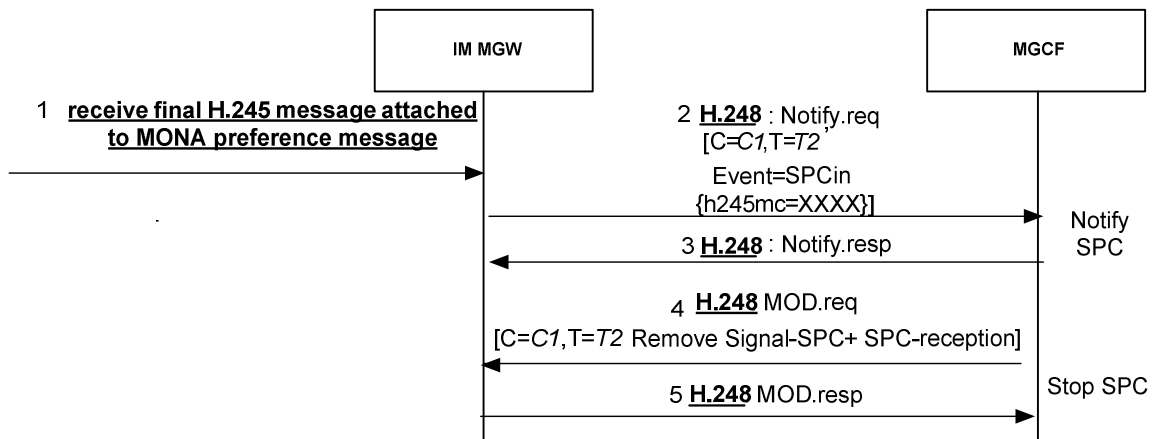 IM MGW
MGCF
1 receive final H.245 message attached
to MONA preference message
2 H.248 : Notify.req
[C=C1,T=T2’
Event=SPCin
{h245mc=XXXX}]
Notify
SPC
3 H.248 : Notify.resp
4 H.248 MOD.req
[C=C1,T=T2 Remove Signal-SPC+ SPC-reception]
Stop SPC
5 H.248 MOD.resp